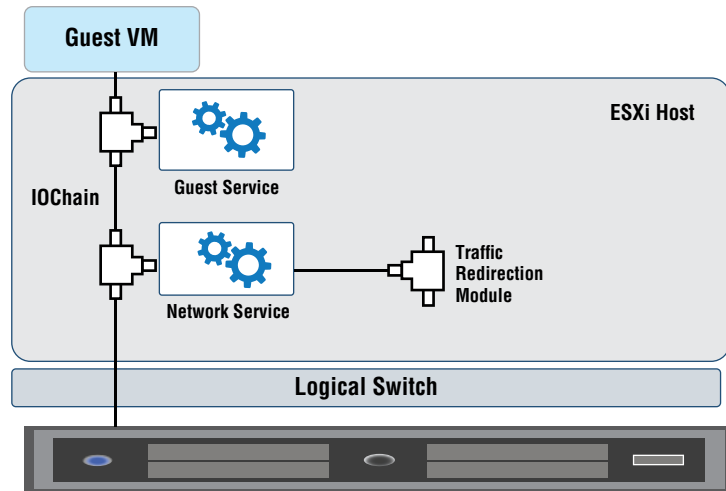 Guest VM
ESXi Host
Guest Service
IOChain
Traffic
Redirection
Module
Network Service
Logical Switch